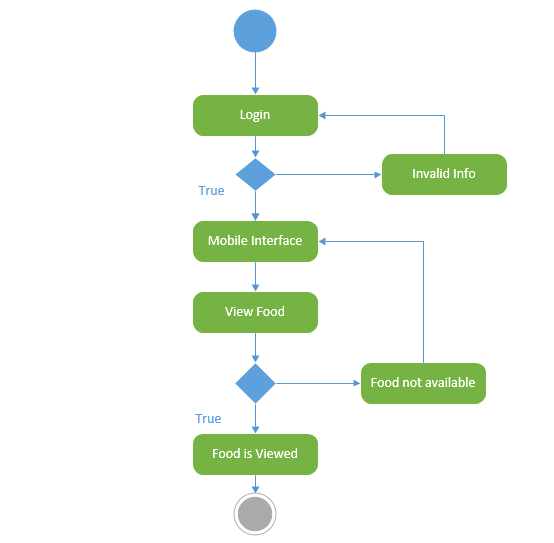 Login
Invalid Info
True
Mobile Interface
View Food
Food not available
True
Food is Viewed